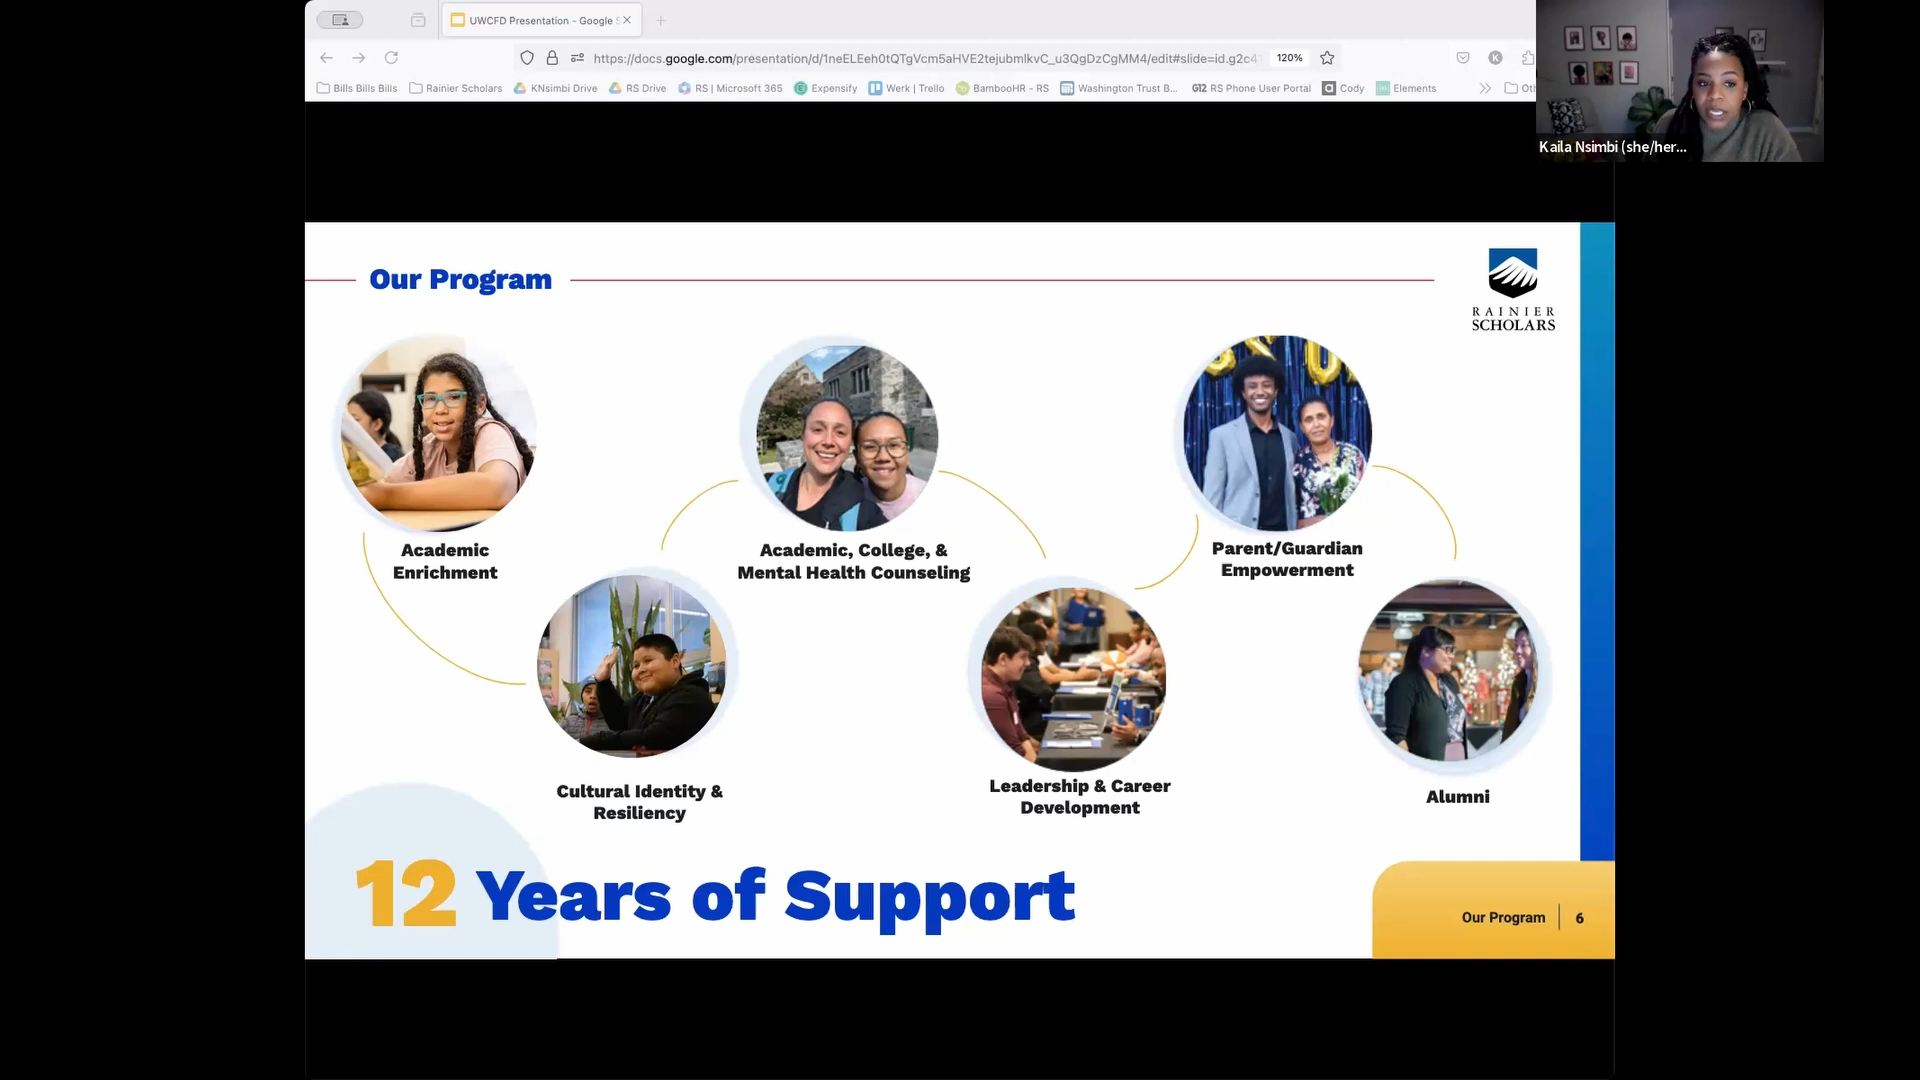 UWCFD Presentation - Google S
https://docs.google.com/presentation/d/1neELEeh0tQTgVcm5aHVE2tejubmlkvC_u3QgDzCgMM4/edit#slide=id.g2c4
120%
K
Bills Bills Bills
Rainier Scholars
KNsimbi Drive
RS Drive
RS | Microsoft 365
Expensify
Werk | Trello
BambooHR - RS
Washington Trust B...
G12 RS Phone User Portal
Cody
Elements
Kaila Nsimbi (she/her...
Our Program
RAINIER
SCHOLARS
Academic
Enrichment
Academic, College, &
Mental Health Counseling
Parent/Guardian
Empowerment
Cultural Identity &
Resiliency
Leadership & Career
Development
Alumni
12 Years of Support
Our Program | 6